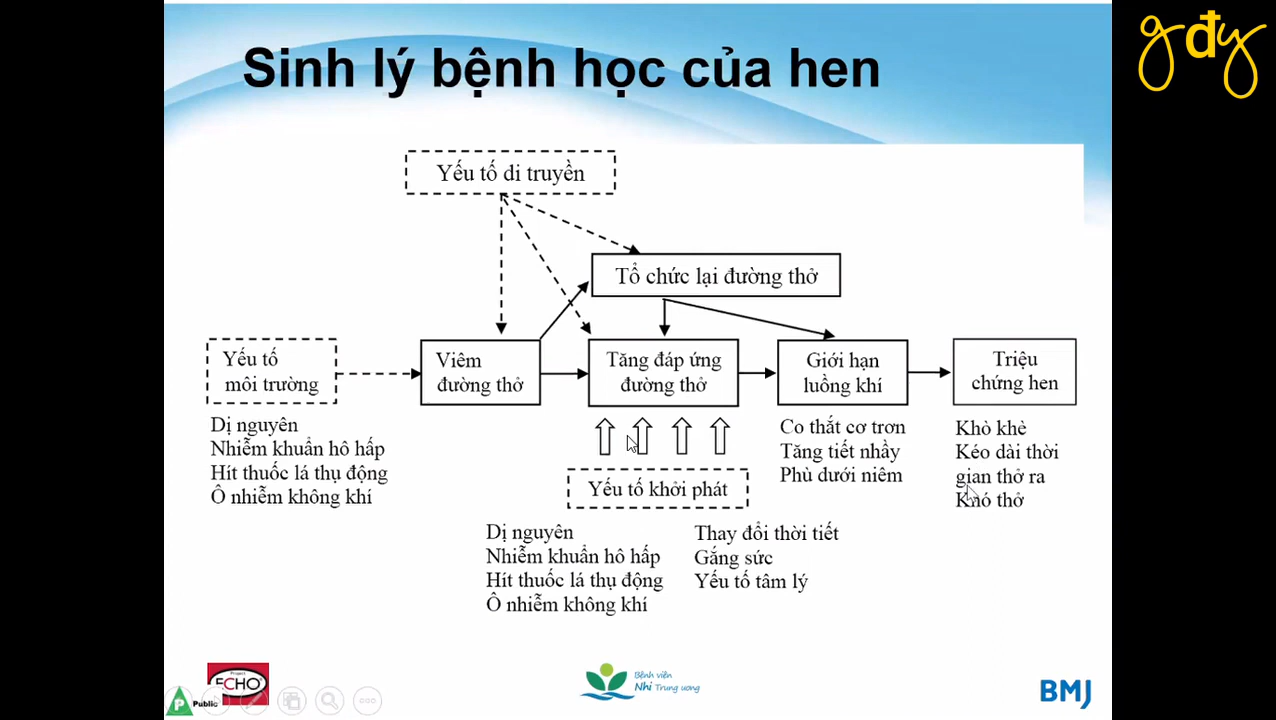 gđy
Sinh lý bệnh học của hen
Yếu tố di truyền
Tổ chức lại đường thở
Yếu tố
môi trường
Viêm
đường thở
Tăng đáp ứng
đường thở
Giới hạn
luồng khí
Triệu
chứng hen
Dị nguyên
Nhiễm khuẩn hô hấp
Hít thuốc lá thụ động
Ô nhiễm không khí
Co thắt cơ trơn
Tăng tiết nhầy
Phù dưới niêm
Khò khè
Kéo dài thời
gian thở ra
Khó thở
Yếu tố khởi phát
Dị nguyên
Nhiễm khuẩn hô hấp
Hít thuốc lá thụ động
Ô nhiễm không khí
Thay đổi thời tiết
Gắng sức
Yếu tố tâm lý
Project
ECHO
P Public
Bệnh viện
Nhi Trung ương
BMJ